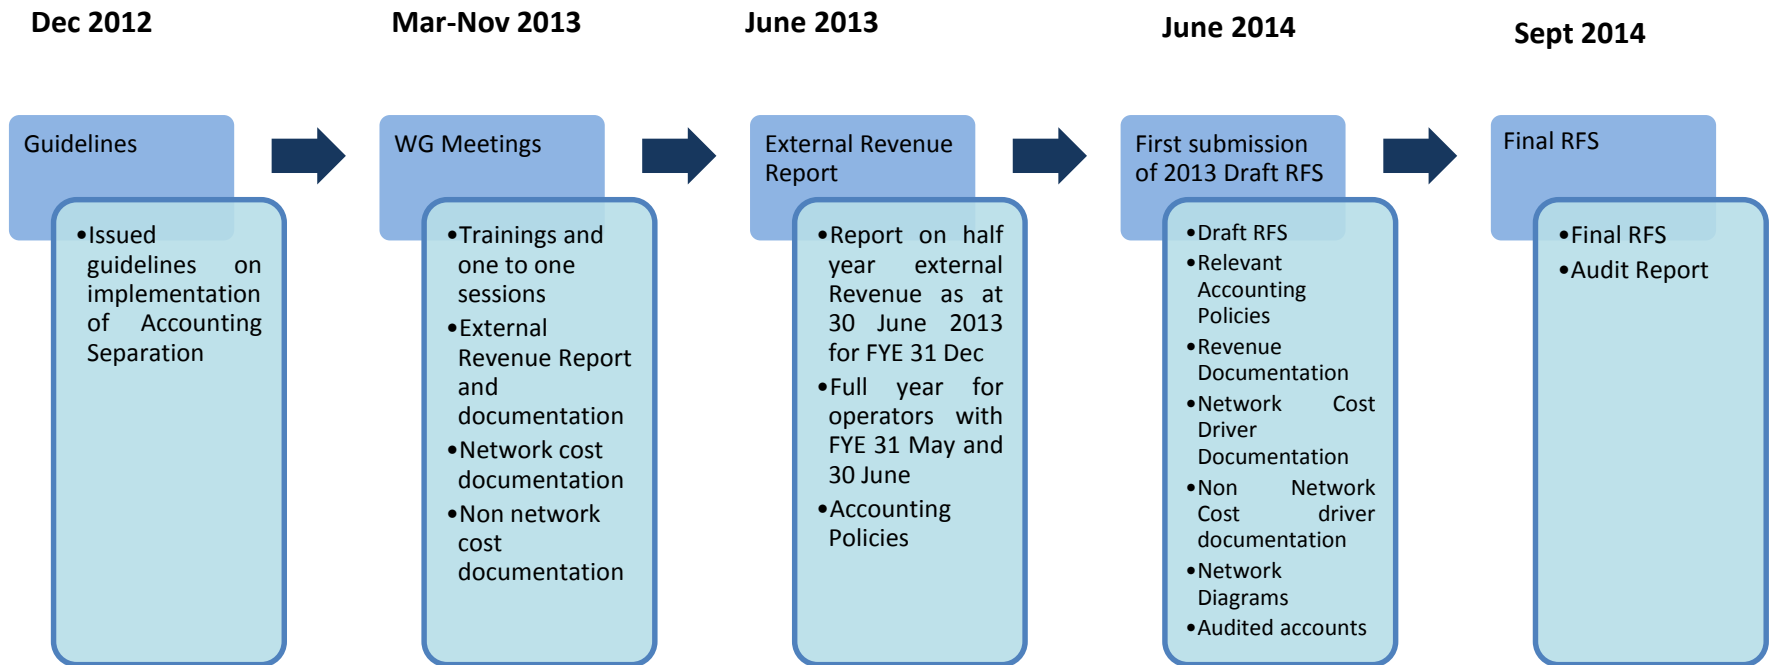 Dec 2012
Mar-Nov 2013
June 2013
June 2014
Sept 2014
Guidelines
•Issued
guidelines on
implementation
of Accounting
Separation
WG Meetings
•Trainings and
one to one
sessions
•External
Revenue Report
and
documentation
•Network cost
documentation
•Non network
cost
documentation
External Revenue
Report
•Report on half
year external
Revenue as at
30 June 2013
for FYE 31 Dec
•Full year for
operators with
FYE 31 May and
30 June
•Accounting
Policies
First submission
of 2013 Draft RFS
•Draft RFS
•Relevant
Accounting
Policies
•Revenue
Documentation
•Network Cost
Driver
Documentation
•Non Network
Cost driver
documentation
•Network
Diagrams
•Audited accounts
Final RFS
•Final RFS
•Audit Report